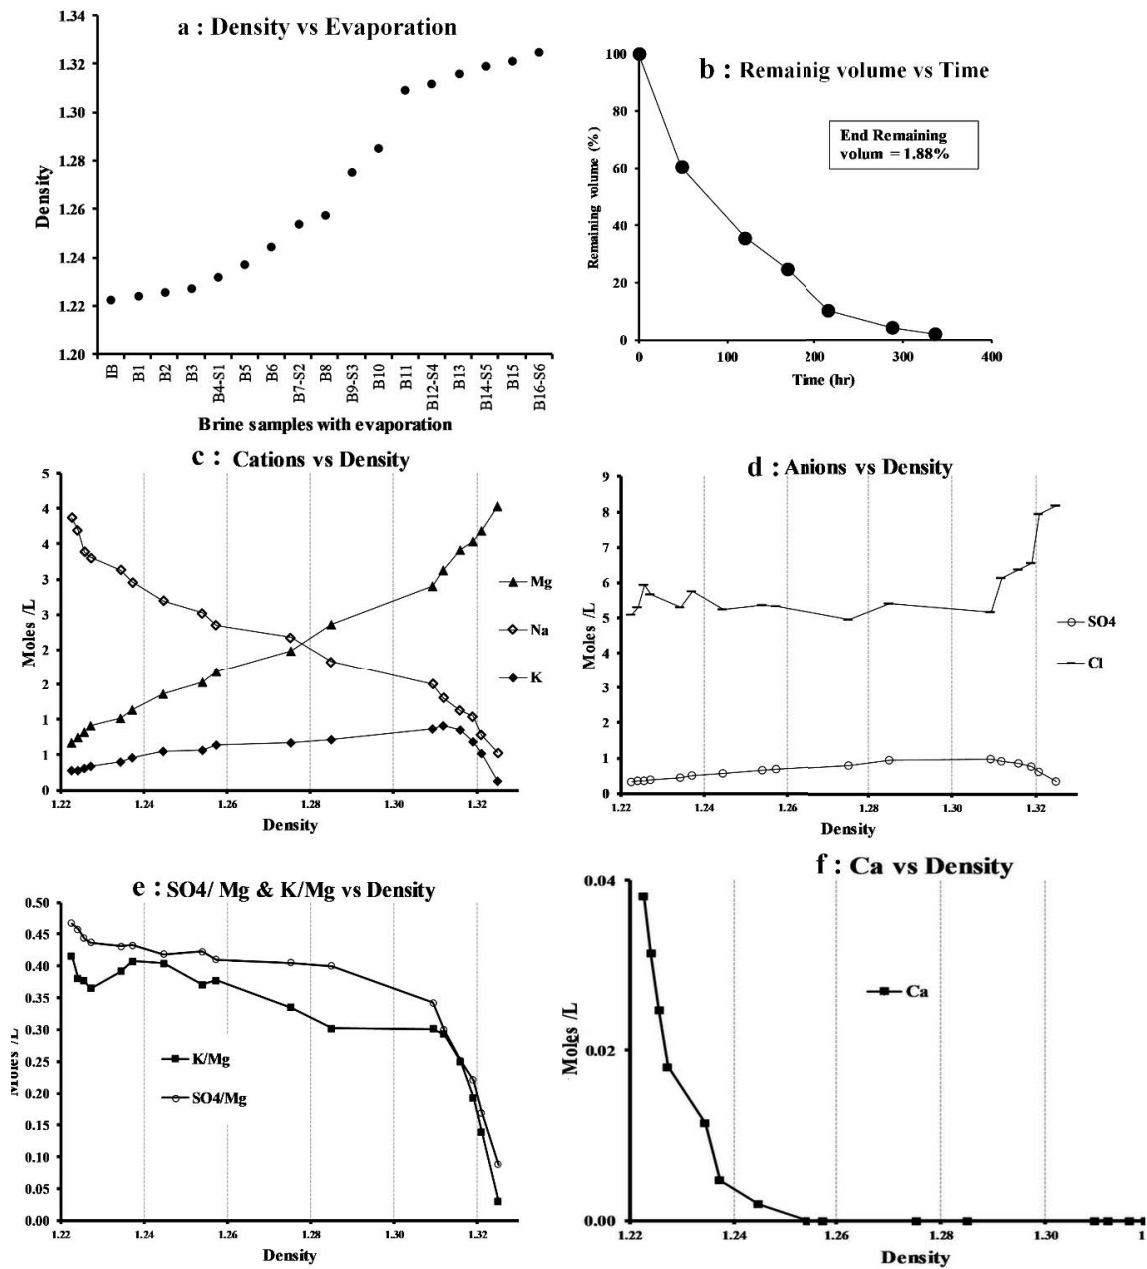 a : Density vs Evaporation
1.34
1.32
1.30
1.28
1.26
1.24
1.22
1.20
Density
IB
B1
B2
B3
B4-S1
B5
B6
B7-S2
B8
B9-S3
B10
B11
B12-S4
B13
B14-S5
B15
B16-S6
Brine samples with evaporation
b : Remainig volume vs Time
100
80
60
40
20
0
Remaining volume (%)
End Remaining
volum = 1.88%
0 100 200 300 400
Time (hr)
c : Cations vs Density
5
4
4
3
3
2
2
1
1
0
Moles /L
Mg
Na
K
1.22 1.24 1.26 1.28 1.30 1.32
Density
d : Anions vs Density
9
8
7
6
5
4
3
2
1
0
Moles /L
SO4
Cl
1.22 1.24 1.26 1.28 1.30 1.32
Density
e : SO4/ Mg & K/Mg vs Density
0.50
0.45
0.40
0.35
0.30
0.25
0.20
0.15
0.10
0.05
0.00
Moles /L
K/Mg
SO4/Mg
1.22 1.24 1.26 1.28 1.30 1.32
Density
f : Ca vs Density
0.04
0.02
0.00
Moles /L
Ca
1.22 1.24 1.26 1.28 1.30 1
Density